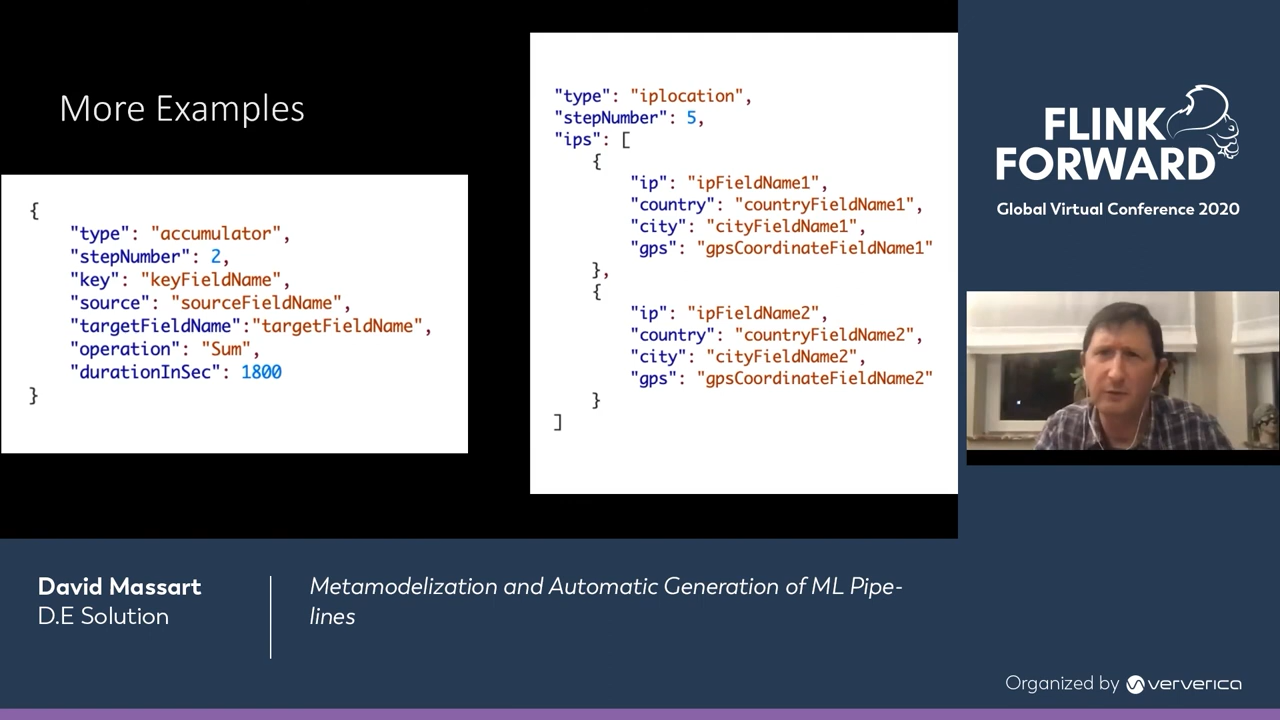 More Examples
{
"type": "accumulator",
"stepNumber": 2,
"key": "keyFieldName",
"source": "sourceFieldName",
"targetFieldName":"targetFieldName",
"operation": "Sum",
"durationInSec": 1800
}
"type": "iplocation",
"stepNumber": 5,
"ips": [
{
"ip": "ipFieldName1",
"country": "countryFieldName1",
"city": "cityFieldName1",
"gps": "gpsCoordinateFieldName1"
},
{
"ip": "ipFieldName2",
"country": "countryFieldName2",
"city": "cityFieldName2",
"gps": "gpsCoordinateFieldName2"
}
]
FLINK
FORWARD
Global Virtual Conference 2020
David Massart
D.E Solution
Metamodelization and Automatic Generation of ML Pipe-
lines
Organized by ververica